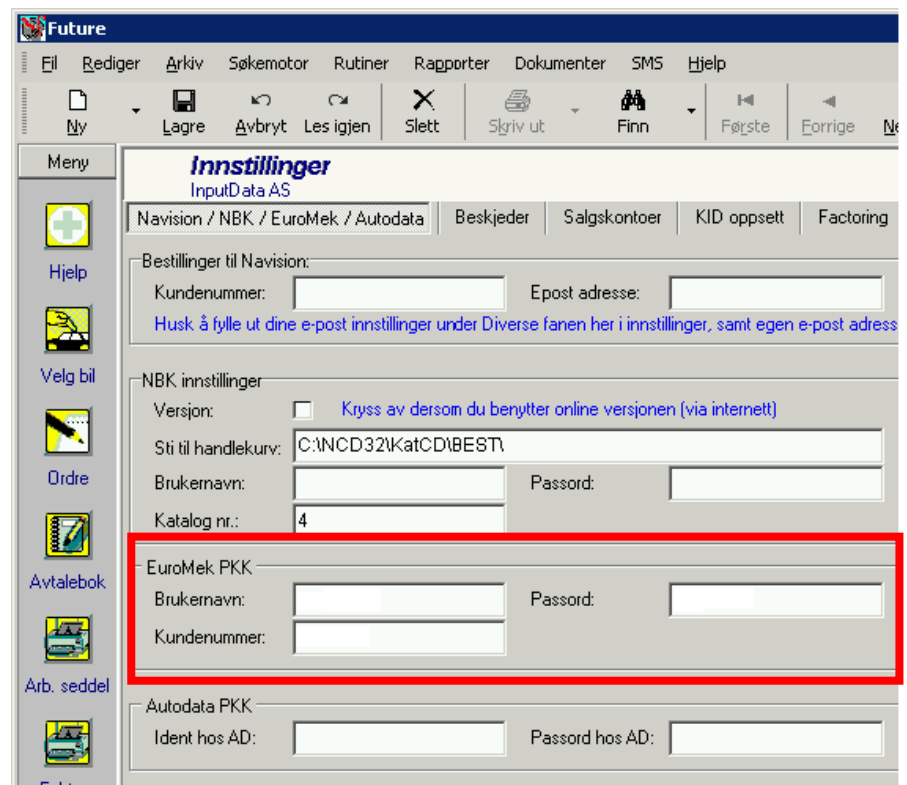 Future
Fil Rediger Arkiv Søkemotor Rutiner Rapporter Dokumenter SMS Hjelp
Ny Lagre Avbryt Les igjen Slett Skriv ut Finn Første Forrige
Meny
Innstillinger
InputData AS
Navision / NBK / EuroMek / Autodata Beskjeder Salgskontoer KID oppsett Factoring
Hjelp
Bestillinger til Navision:
Kundenummer: Epost adresse:
Husk å fylle ut dine e-post innstillinger under Diverse fanen her i innstillinger, samt egen e-post adress
Velg bil
NBK innstillinger
Versjon: Kryss av dersom du benytter online versjonen (via internett)
Sti til handlekurv: C:\NCD32\KatCD\BEST\
Ordre
Brukernavn: Passord:
Katalog nr.: 4
Avtalebok
EuroMek PKK
Brukernavn: Passord:
Kundenummer:
Arb. seddel
Autodata PKK
Ident hos AD: Passord hos AD: